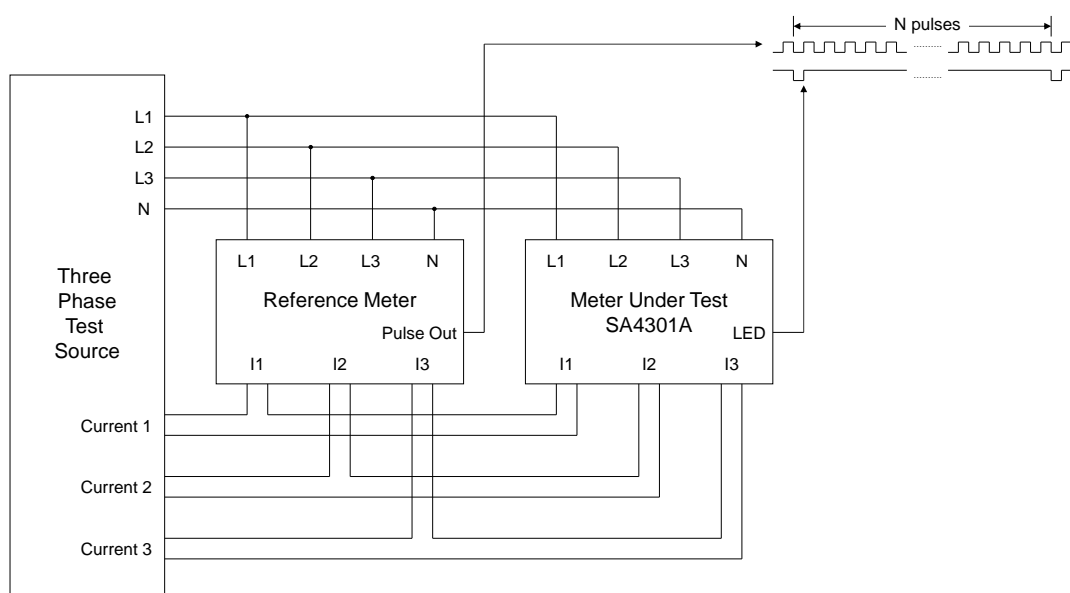 N pulses
L1
L2
L3
N
L1 L2 L3 N
L1 L2 L3 N
Three
Phase
Test
Source
Reference Meter
Pulse Out
I1 I2 I3
Meter Under Test
SA4301A
LED
I1 I2 I3
Current 1
Current 2
Current 3